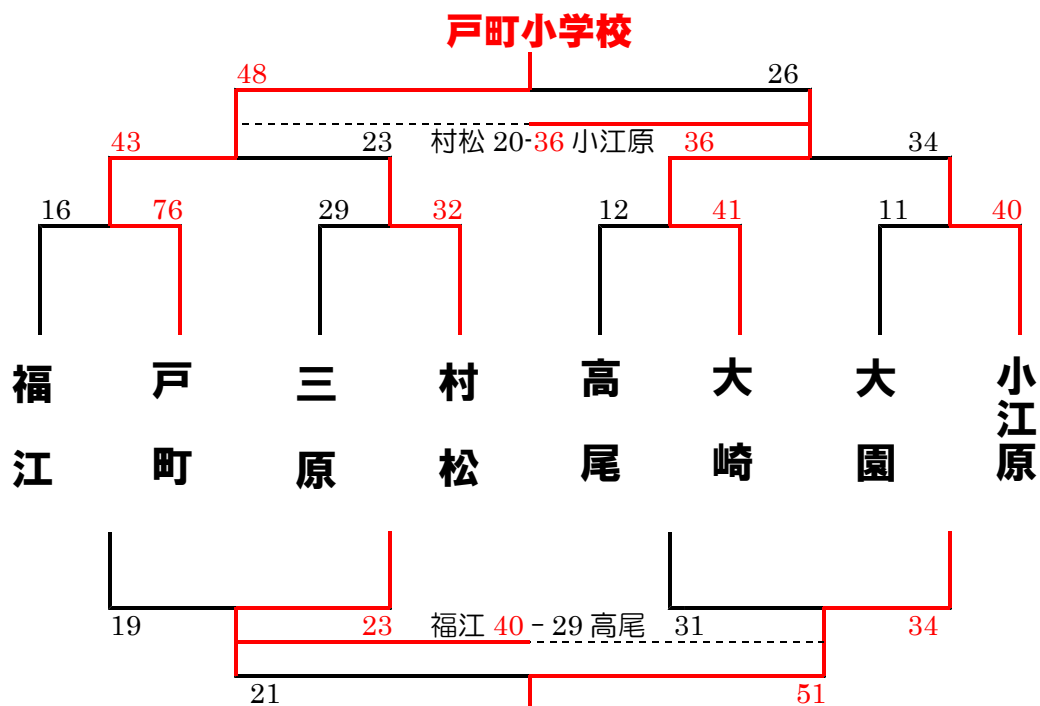 戸町小学校
48 26
村松 20-36 小江原
43 23 36 34
16 76 29 32 12 41 11 40
福江 戸町 三原 村松 高尾 大崎 大園 小江原
福江 40 - 29 高尾
19 23 31 34
21 51